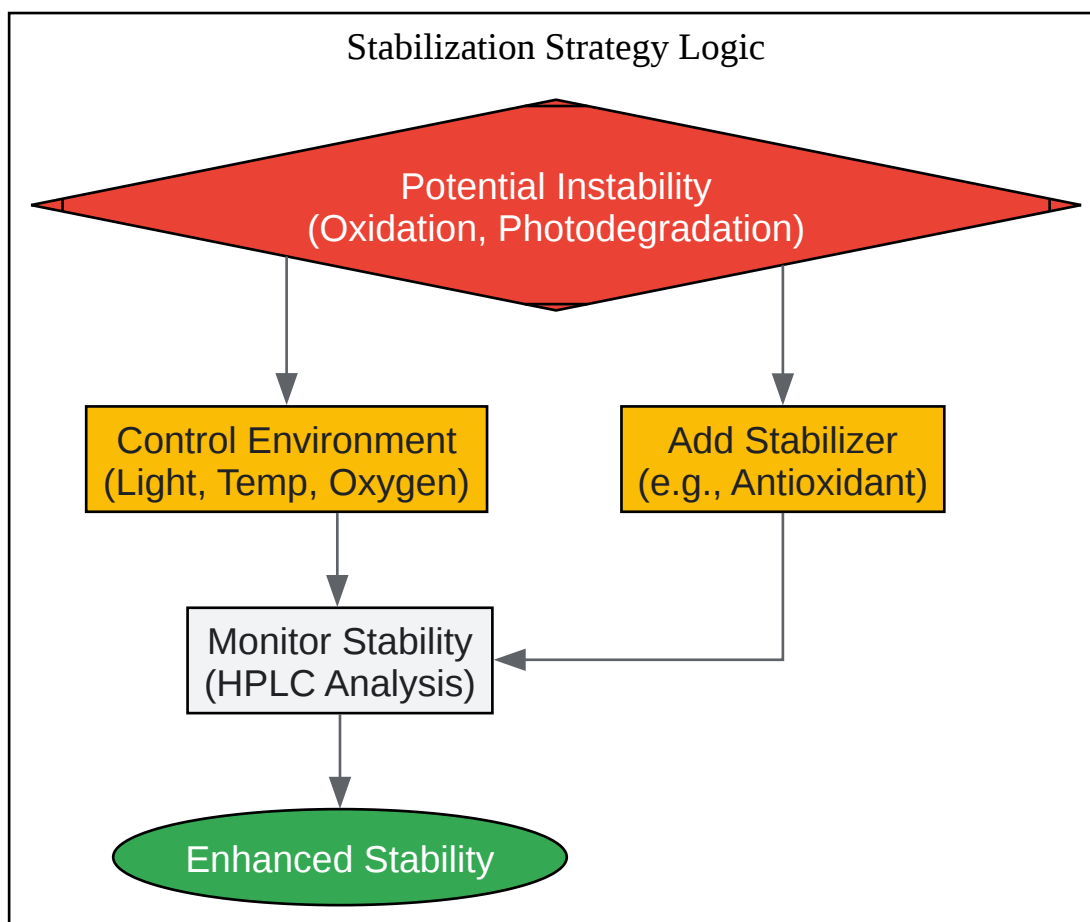 Stabilization Strategy Logic
Potential Instability
(Oxidation, Photodegradation)
Control Environment
(Light, Temp, Oxygen)
Add Stabilizer
(e.g., Antioxidant)
Monitor Stability
(HPLC Analysis)
Enhanced Stability